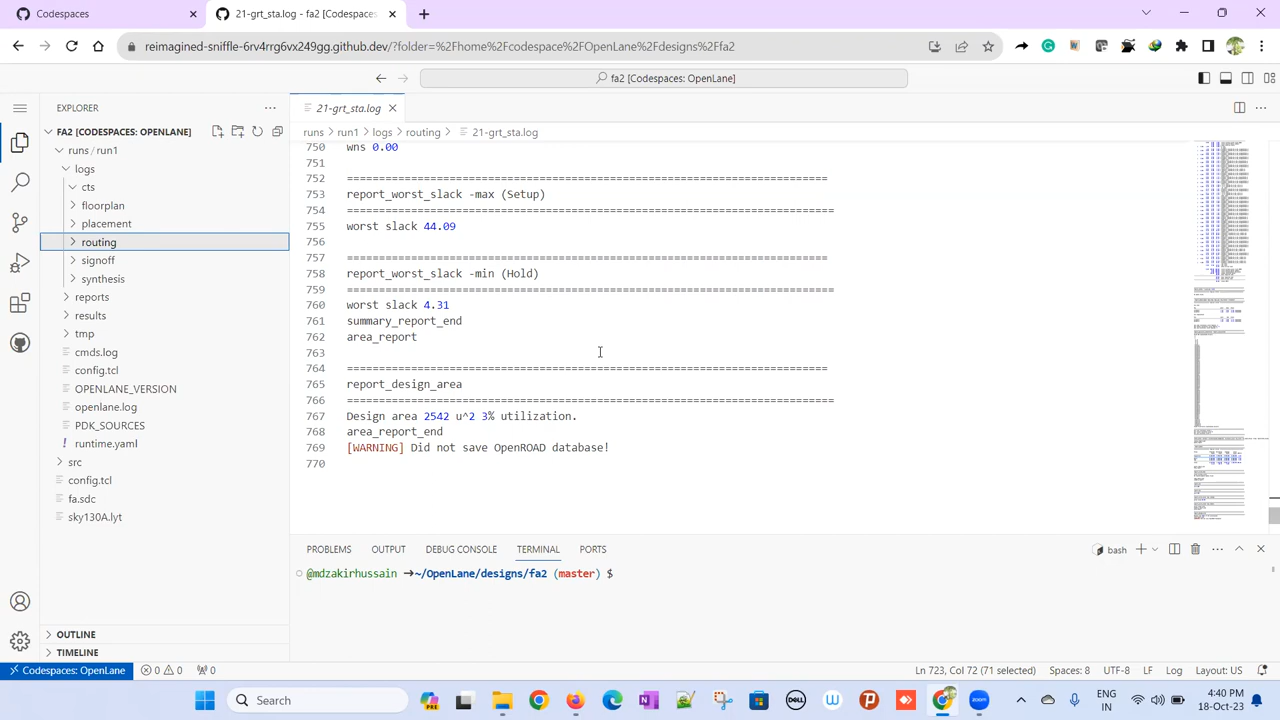 Codespaces
21-grt_sta.log - fa2 [Codespaces
reimagined-sniffle-6rv4rrg6vx249gg.github.dev/?folder=%2Fhome%2Fcodespace%2FOpenLane%2Fdesigns%2Ffa2
fa2 [Codespaces: OpenLane]
EXPLORER
FA2 [CODESPACES: OPENLANE]
runs / run1
logs
cts
floorplan
placement
routing
signoff
synthesis
reports
results
tmp
cmds.log
config.tcl
OPENLANE_VERSION
openlane.log
PDK_SOURCES
runtime.yaml
src
config.tcl
fa.sdc
sky130A.lyt
OUTLINE
TIMELINE
21-grt_sta.log
runs > run1 > logs > routing > 21-grt_sta.log
750 wns 0.00
751
752 ===========================================================================
753 report_worst_slack -max (Setup)
754 ============================================================================
755 worst slack 44.09
756
757 ===========================================================================
758 report_worst_slack -min (Hold)
759 ============================================================================
760 worst slack 4.31
761 summary_report_end
762 area_report
763
764 ===========================================================================
765 report_design_area
766 ============================================================================
767 Design area 2542 u^2 3% utilization.
768 area_report_end
769 [WARNING] Did not save OpenROAD database!
770
PROBLEMS OUTPUT DEBUG CONSOLE TERMINAL PORTS
bash
@mdzakirhussain →~/OpenLane/designs/fa2 (master) $
Codespaces: OpenLane 0 0 0
Ln 723, Col 72 (71 selected) Spaces: 8 UTF-8 LF Log Layout: US
Search
ENG
IN
4:40 PM
18-Oct-23